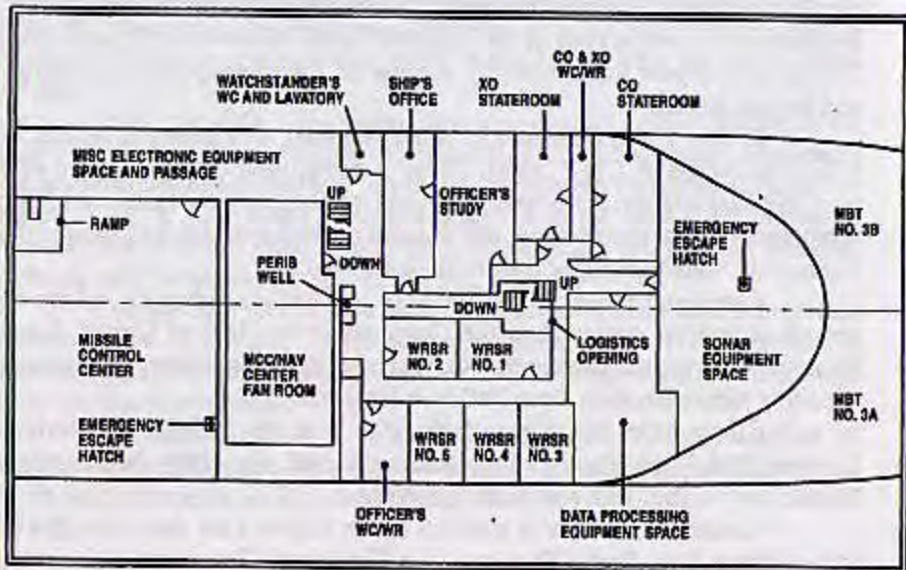 CO & XO
WC/WR
WATCHSTANDER'S
WC AND LAVATORY
SHIP'S
OFFICE
XO
STATEROOM
CO
STATEROOM
MISC ELECTRONIC EQUIPMENT
SPACE AND PASSAGE
UP
OFFICER'S
STUDY
RAMP
EMERGENCY
ESCAPE
HATCH
MBT
NO. 3B
PERIS
WELL
DOWN
UP
DOWN
MISSILE
CONTROL
CENTER
MCC/NAV
CENTER
FAN ROOM
WRSR
NO. 2
WRSR
NO. 1
LOGISTICS
OPENING
SONAR
EQUIPMENT
SPACE
MBT
NO. 3A
EMERGENCY
ESCAPE
HATCH
WRSR
NO. 5
WRSR
NO. 4
WRSR
NO. 3
OFFICER'S
WC/WR
DATA PROCESSING
EQUIPMENT SPACE